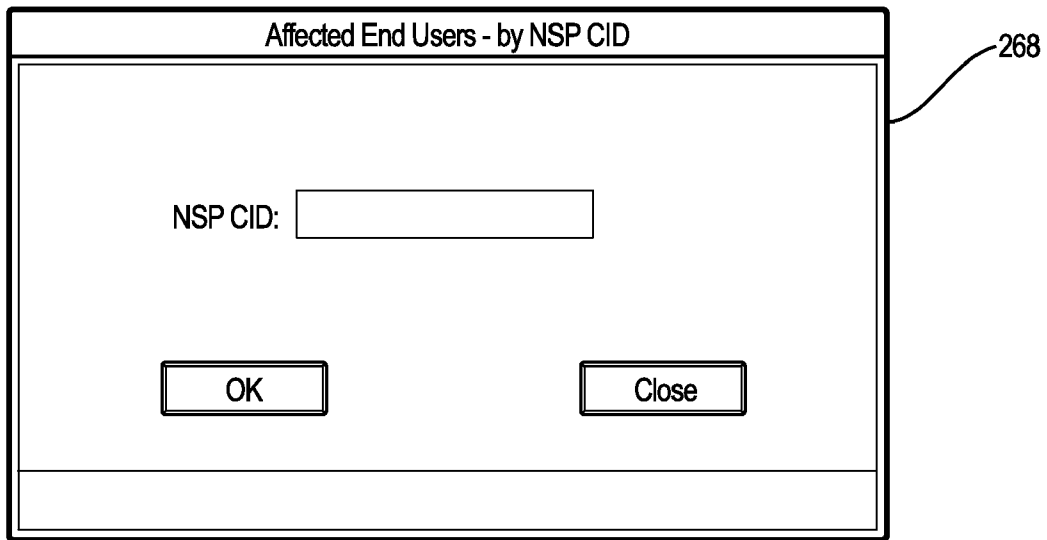 Affected End Users - by NSP CID
268
NSP CID:
OK
Close